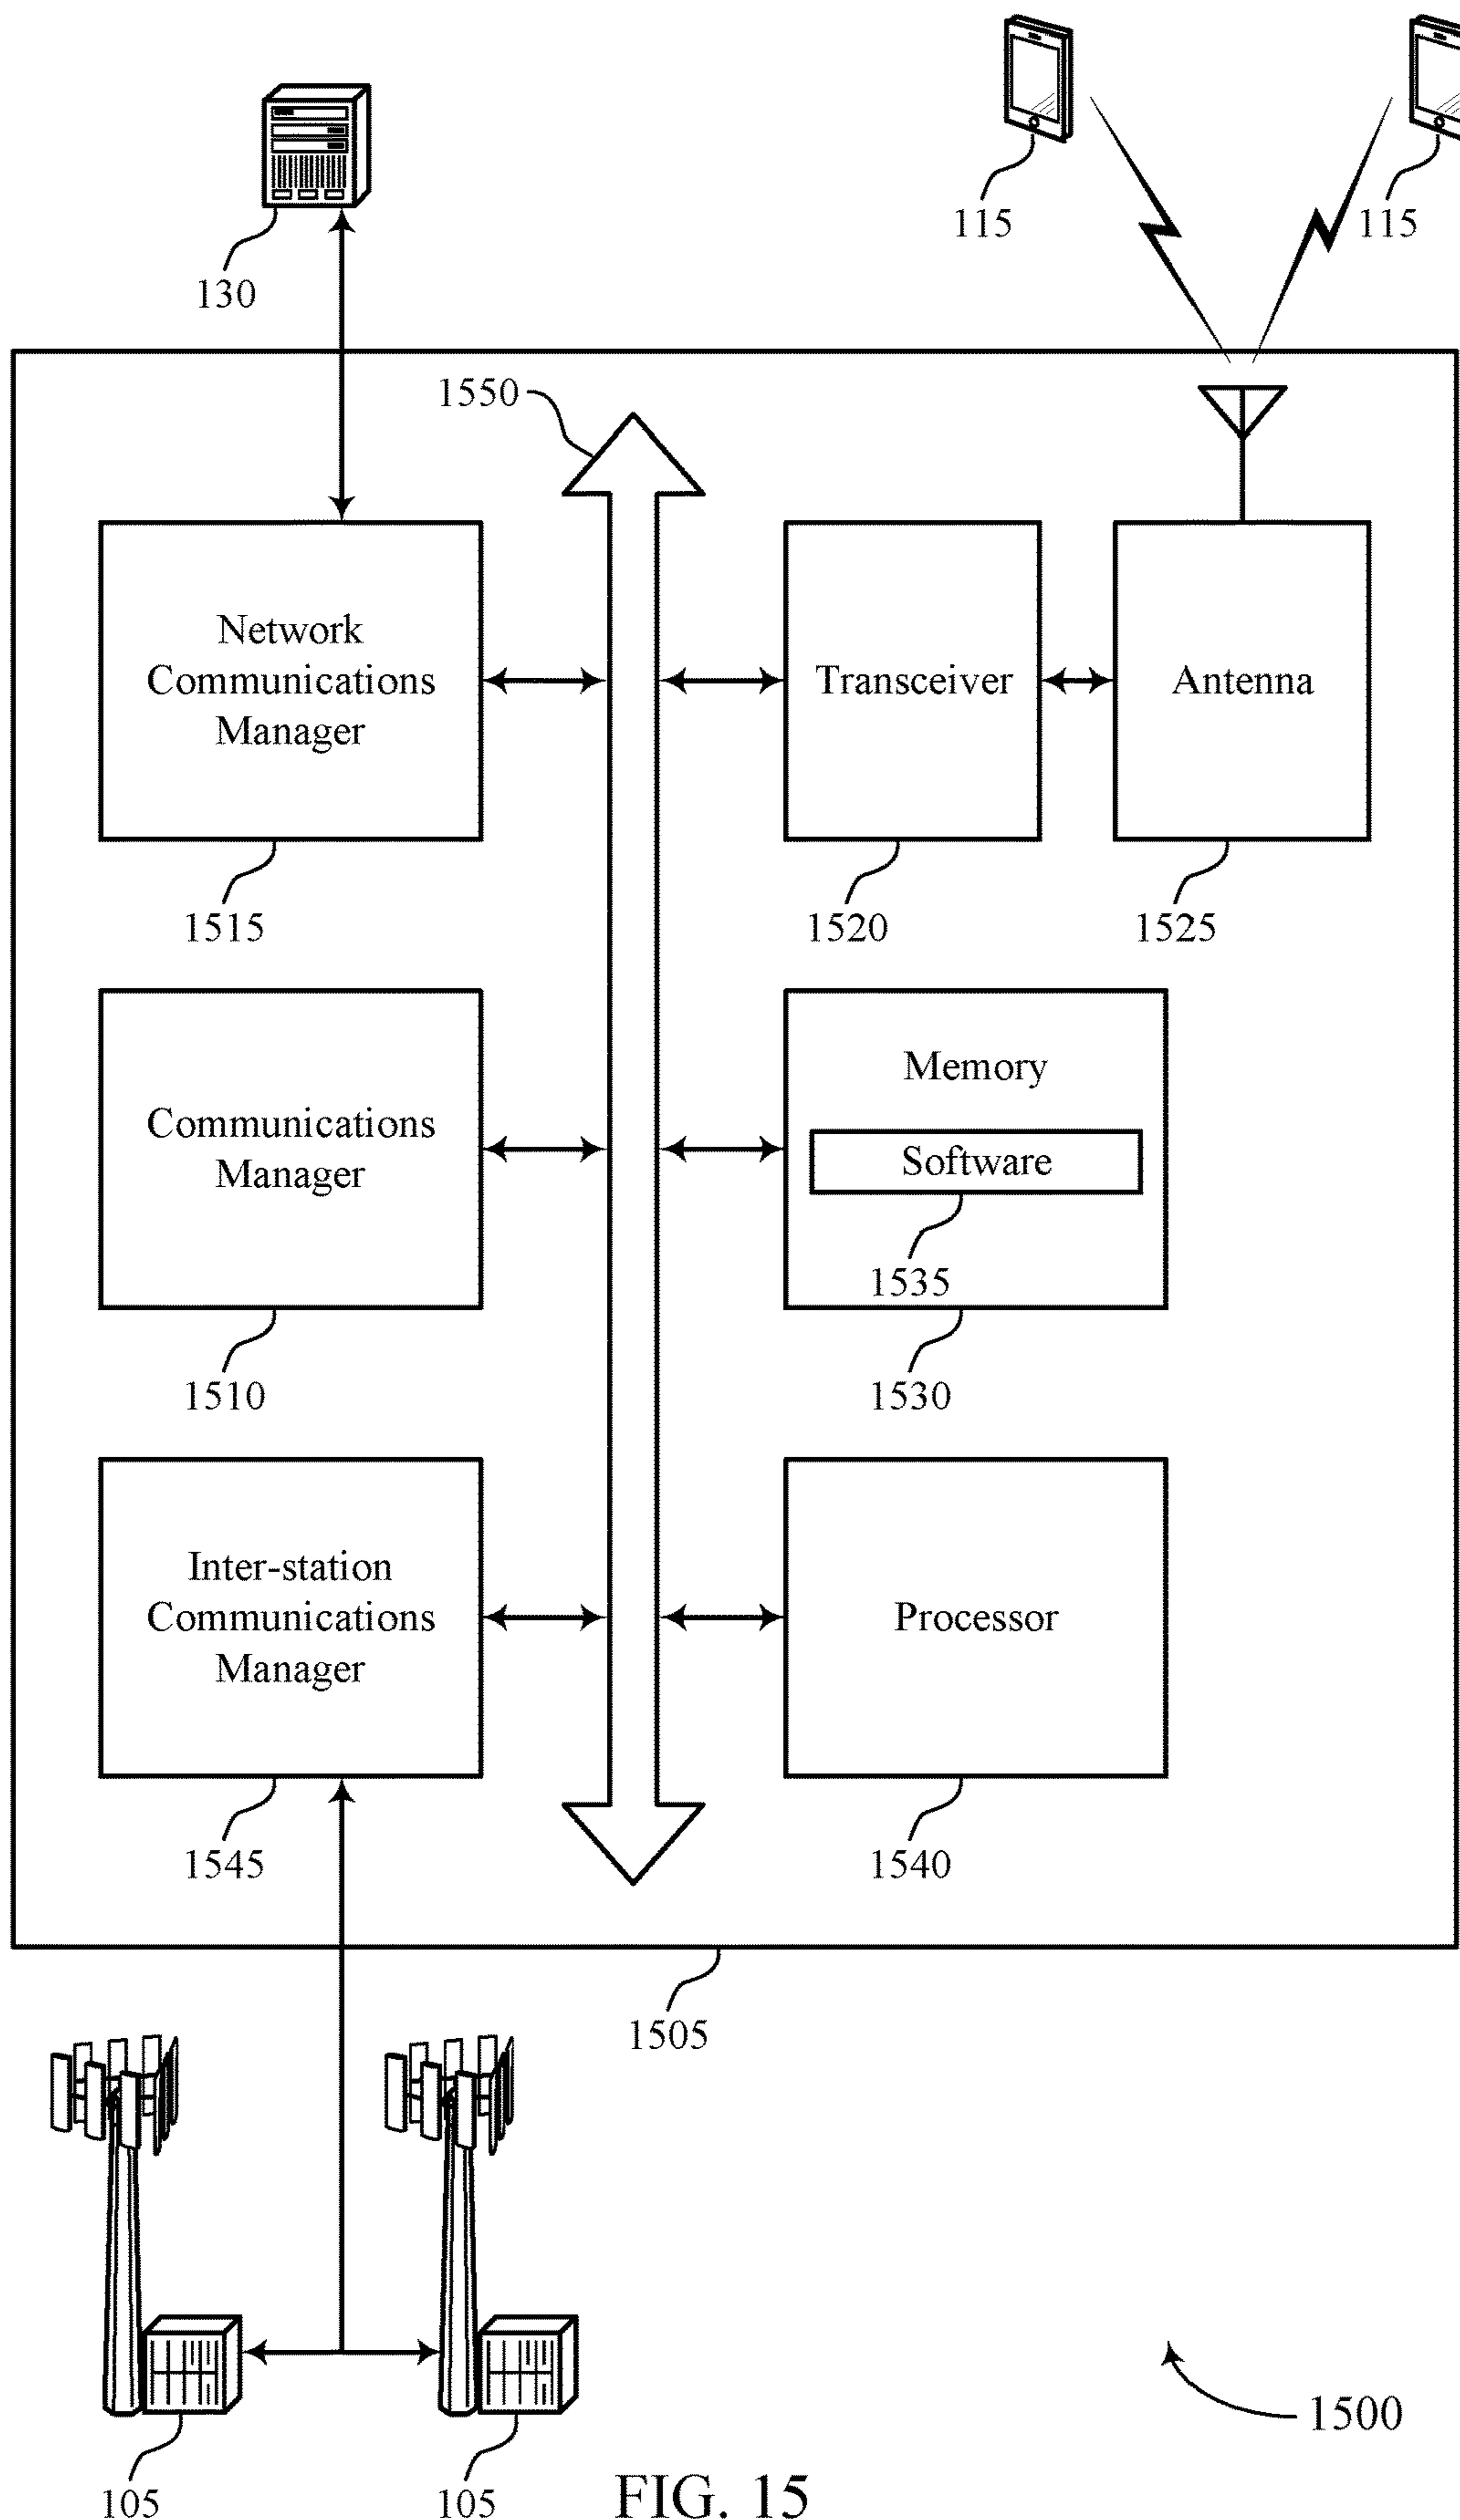 115
115
130
1550
Network
Communications
Manager
Transceiver
Antenna
1515
1520
1525
Communications
Manager
Memory
Software
1535
1510
1530
Inter-station
Communications
Manager
Processor
1545
1540
1505
1500
105
105
FIG. 15